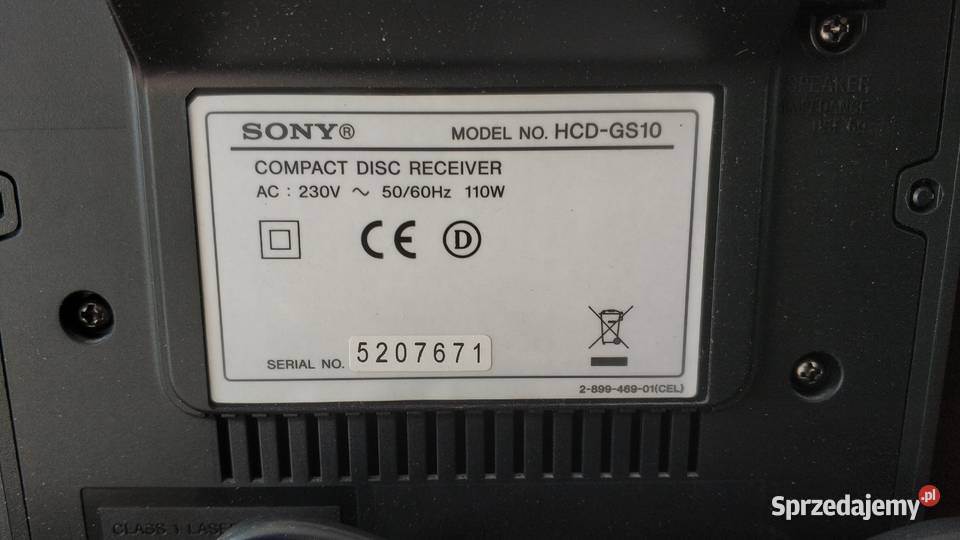 SPEAKER
IMPEDANCE
SONY® MODEL NO. HCD-GS10
COMPACT DISC RECEIVER
AC : 230V ~ 50/60Hz 110W
CE D
SERIAL NO. 5207671
2-899-469-01(CEL)
CLASS 1 LASER
Sprzedajemy.pl